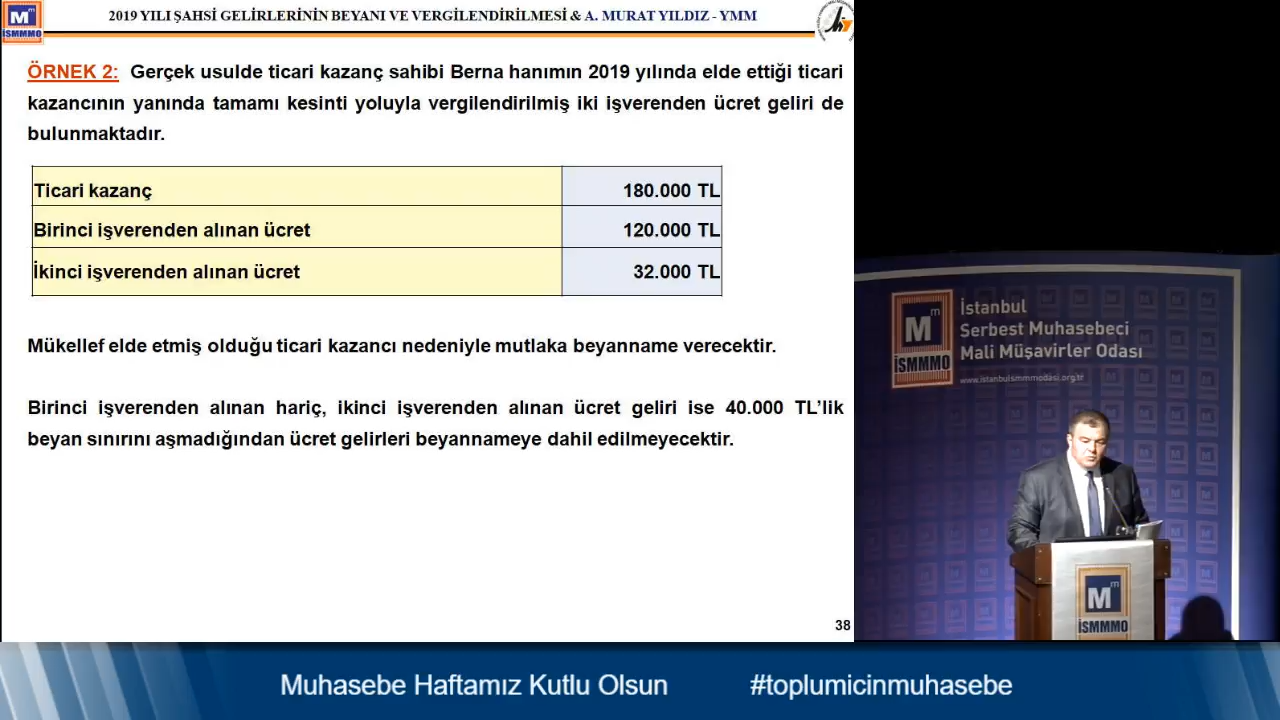 2019 YILI ŞAHSİ GELİRLERİNİN BEYANI VE VERGİLENDİRİLMESİ & A. MURAT YILDIZ - YMM
Mm
İSMMMO
ÖRNEK 2: Gerçek usulde ticari kazanç sahibi Berna hanımın 2019 yılında elde ettiği ticari
kazancının yanında tamamı kesinti yoluyla vergilendirilmiş iki işverenden ücret geliri de
bulunmaktadır.
Ticari kazanç 180.000 TL
Birinci işverenden alınan ücret 120.000 TL
İkinci işverenden alınan ücret 32.000 TL
Mükellef elde etmiş olduğu ticari kazancı nedeniyle mutlaka beyanname verecektir.
Birinci işverenden alınan hariç, ikinci işverenden alınan ücret geliri ise 40.000 TL’lik
beyan sınırını aşmadığından ücret gelirleri beyannameye dahil edilmeyecektir.
38
Mm
İSMMMO
İstanbul
Serbest Muhasebeci
Mali Müşavirler Odası
www.istanbulsmmmodasi.org.tr
Mm
İSMMMO
Muhasebe Haftamız Kutlu Olsun #toplumicinmuhasebe